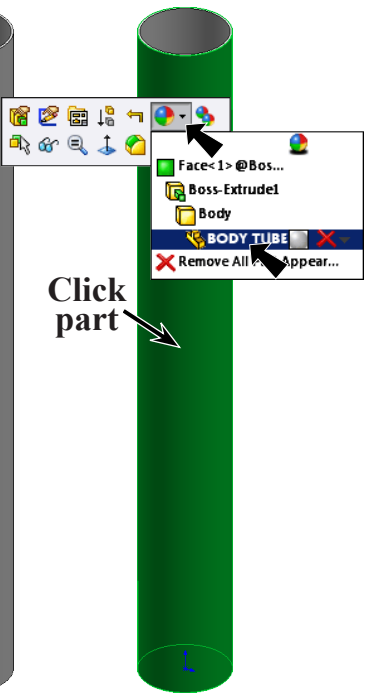 Face<1> @Bos...
Boss-Extrude1
Body
BODY TUBE
Remove All Appear...
Click
part